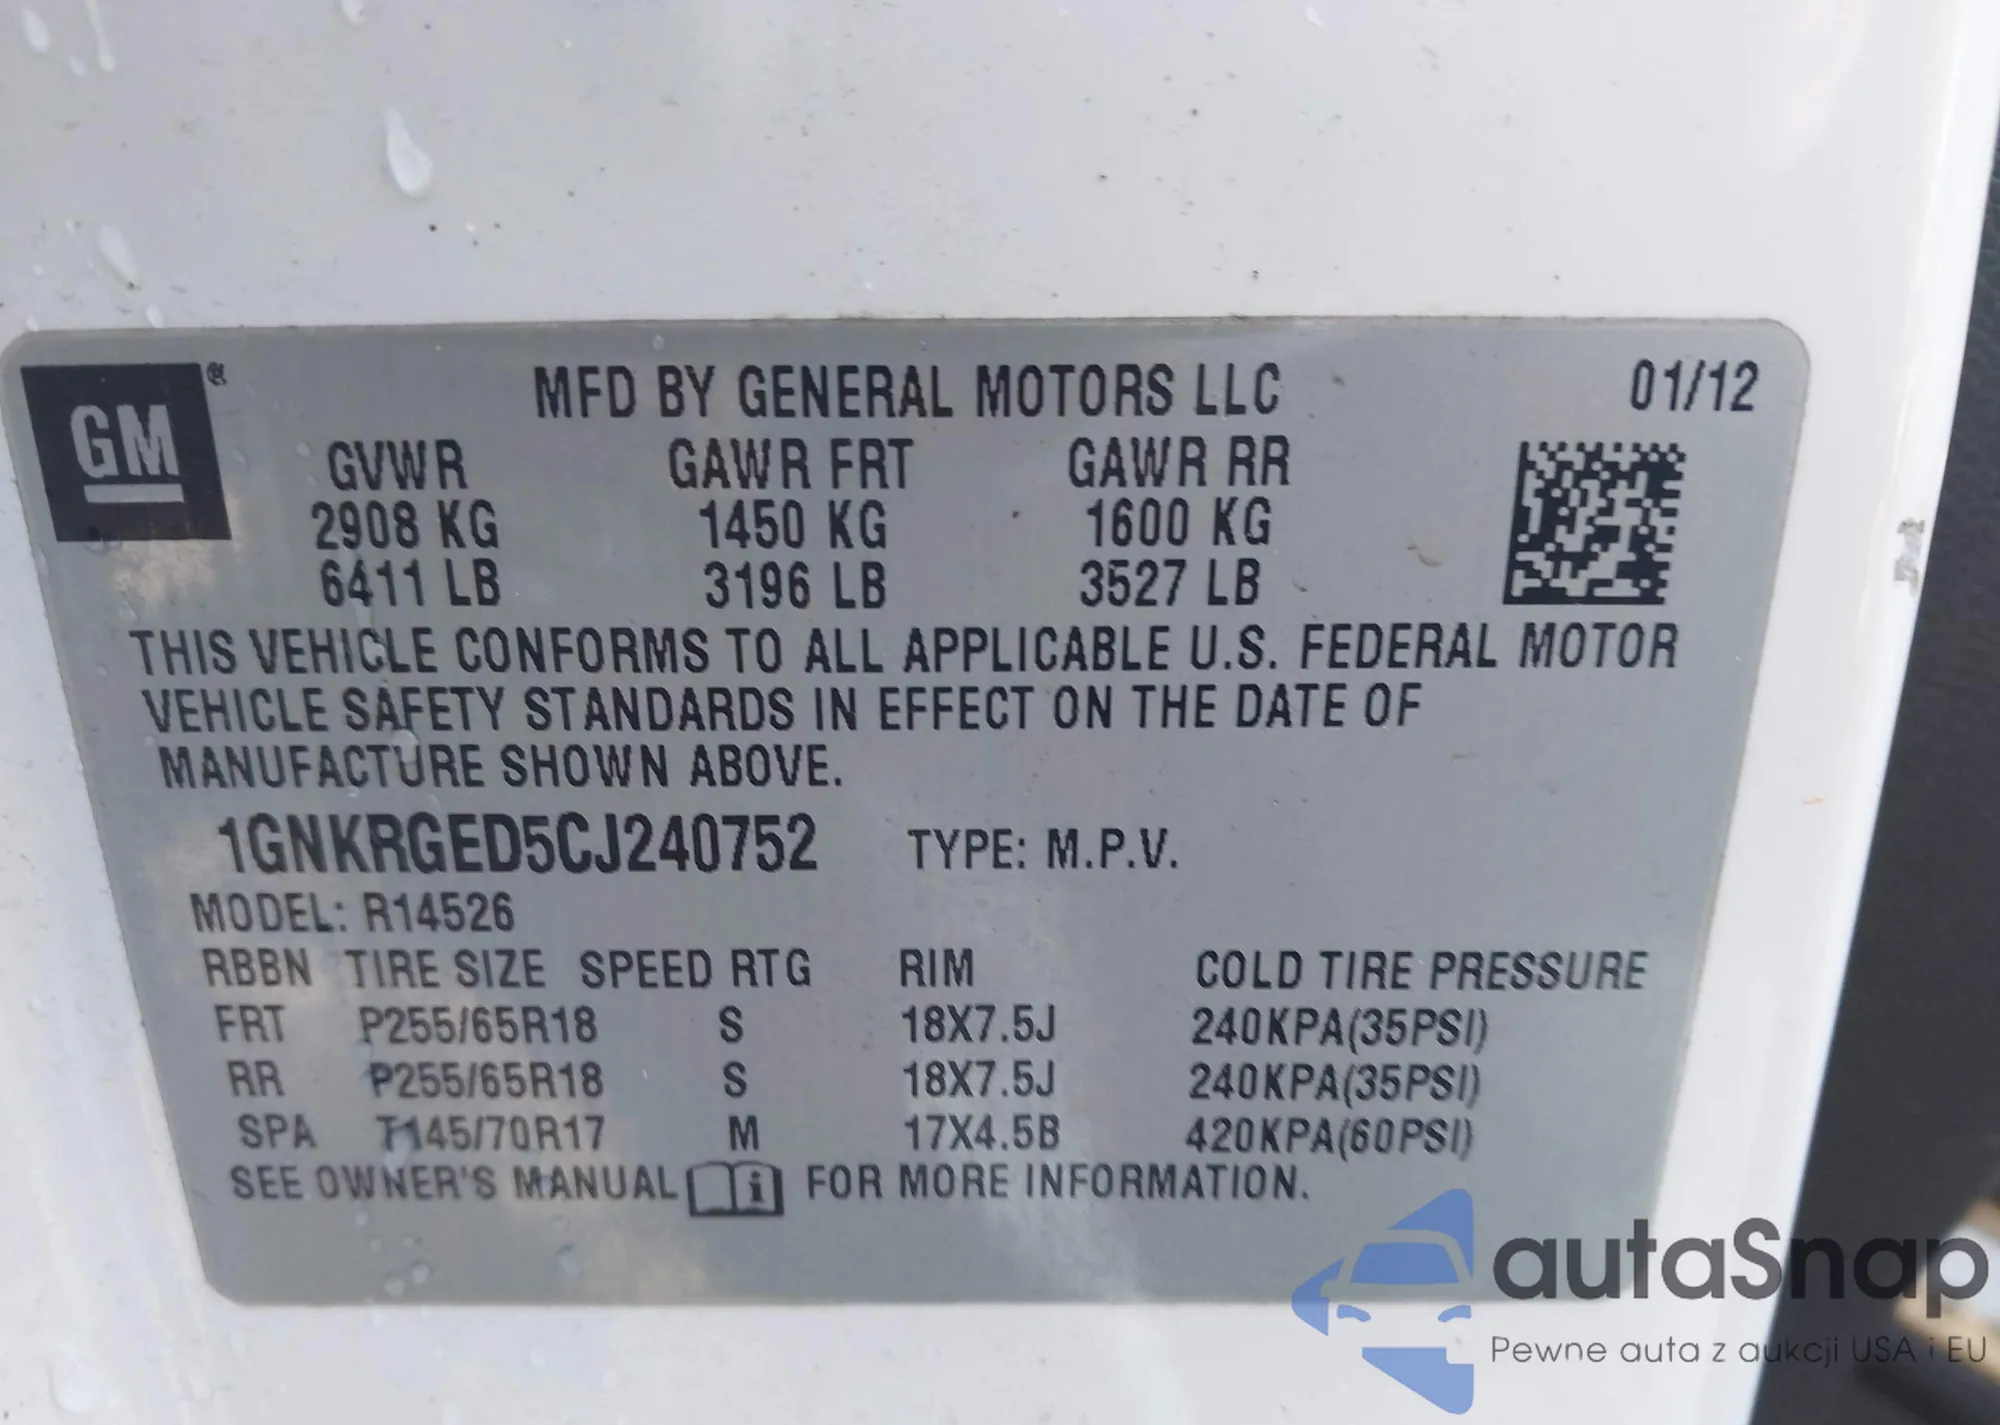 GM®
MFD BY GENERAL MOTORS LLC 01/12
GVWR GAWR FRT GAWR RR
2908 KG 1450 KG 1600 KG
6411 LB 3196 LB 3527 LB
THIS VEHICLE CONFORMS TO ALL APPLICABLE U.S. FEDERAL MOTOR
VEHICLE SAFETY STANDARDS IN EFFECT ON THE DATE OF
MANUFACTURE SHOWN ABOVE.
1GNKRGED5CJ240752 TYPE: M.P.V.
MODEL: R14526
RBBN TIRE SIZE SPEED RTG RIM COLD TIRE PRESSURE
FRT P255/65R18 S 18X7.5J 240KPA(35PSI)
RR P255/65R18 S 18X7.5J 240KPA(35PSI)
SPA T145/70R17 M 17X4.5B 420KPA(60PSI)
SEE OWNER'S MANUAL i FOR MORE INFORMATION.
autaSnap
Pewne auta z aukcji USA i EU